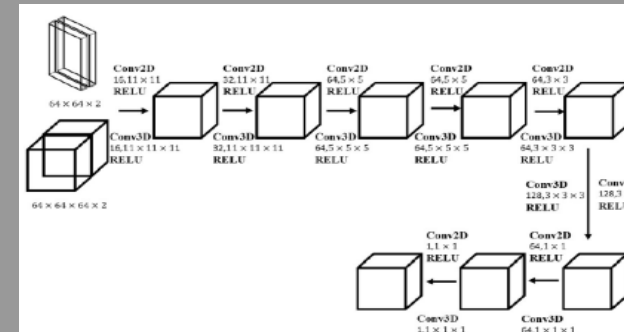 Conv2D
16,11 × 11
RELU
Conv2D
32,11 × 11
RELU
Conv2D
64,5 × 5
RELU
Conv2D
64,5 × 5
RELU
Conv2D
64,3 × 3
RELU
64 × 64 × 2
Conv3D
16,11 × 11 × 11
RELU
Conv3D
32,11 × 11 × 11
RELU
Conv3D
64,5 × 5 × 5
RELU
Conv3D
64,5 × 5 × 5
RELU
Conv3D
64,3 × 3 × 3
RELU
64 × 64 × 64 × 2
Conv3D
128,3 × 3 × 3
RELU
Conv
128,3
RELU
Conv2D
1,1 × 1
RELU
Conv2D
64,1 × 1
RELU
Conv3D
1,1 × 1 × 1
Conv3D
64,1 × 1 × 1